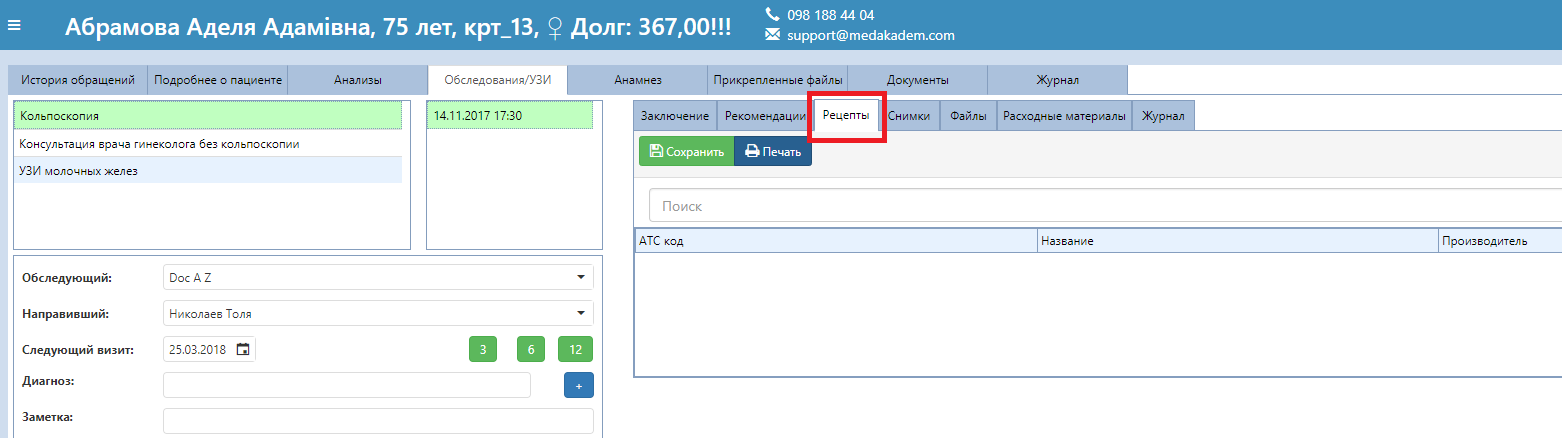 Абрамова Аделя Адамівна, 75 лет, крт_13, ♀ Долг: 367,00!!!
098 188 44 04
support@medakadem.com
История обращений Подробнее о пациенте Анализы Обследования/УЗИ Анамнез Прикрепленные файлы Документы Журнал
Кольпоскопия
Консультация врача гинеколога без кольпоскопии
УЗИ молочных желез
14.11.2017 17:30
Заключение Рекомендации Рецепты Снимки Файлы Расходные материалы Журнал
Сохранить Печать
Поиск
АТС код Название Производитель
Обследующий: Doc A Z
Направивший: Николаев Толя
Следующий визит: 25.03.2018 3 6 12
Диагноз: +
Заметка: